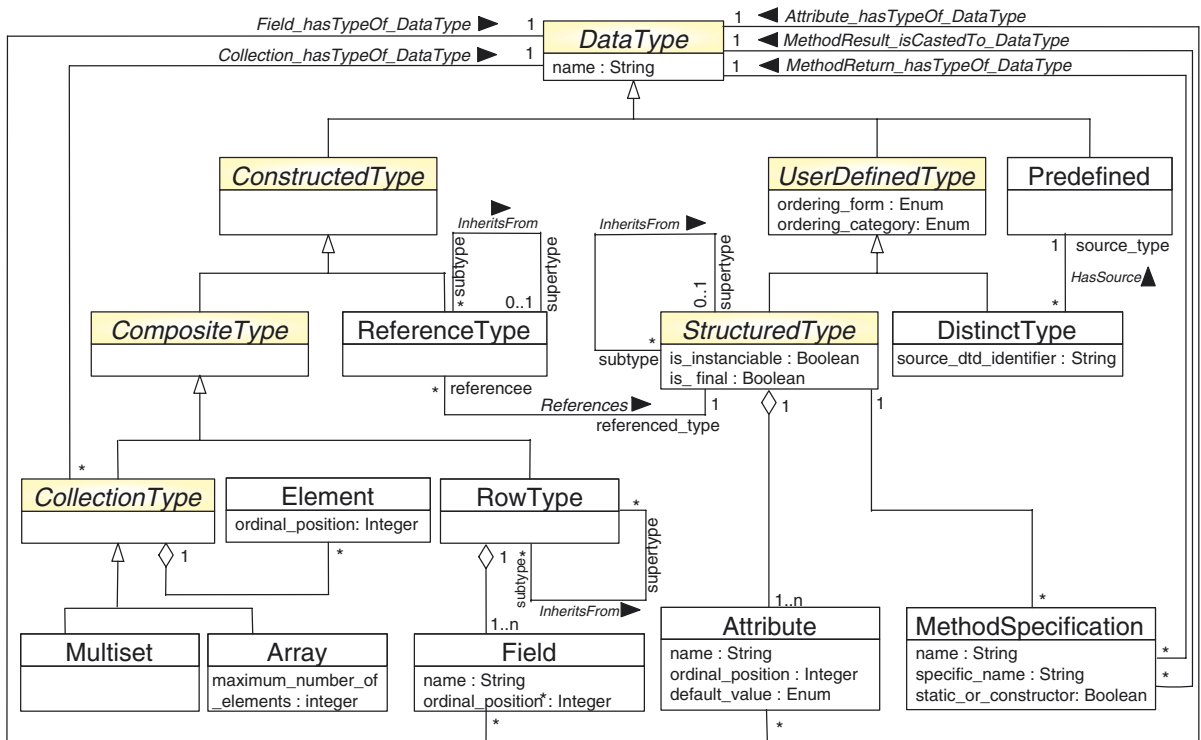 Field_hasTypeOf_DataType ► 1
1 ◄ Attribute_hasTypeOf_DataType
DataType
Collection_hasTypeOf_DataType ► 1
1 ◄ MethodResult_isCastedTo_DataType
name : String
1 ◄ MethodReturn_hasTypeOf_DataType
ConstructedType
UserDefinedType
ordering_form : Enum
ordering_category: Enum
Predefined
InheritsFrom ►
subtype
*
supertype
0..1
InheritsFrom ►
supertype
0..1
*
subtype
1
source_type
HasSource ▲
*
CompositeType
ReferenceType
StructuredType
is_instanciable : Boolean
is_ final : Boolean
DistinctType
source_dtd_identifier : String
*
referencee
References ►
1
referenced_type
1
1
*
CollectionType
Element
ordinal_position: Integer
RowType
*
supertype
1
*
1
subtype
*
InheritsFrom ►
1..n
1..n
*
Multiset
Array
maximum_number_of
_elements : integer
Field
name : String
ordinal_position : Integer
*
*
Attribute
name : String
ordinal_position : Integer
default_value : Enum
*
MethodSpecification
name : String
specific_name : String
static_or_constructor: Boolean
*
*